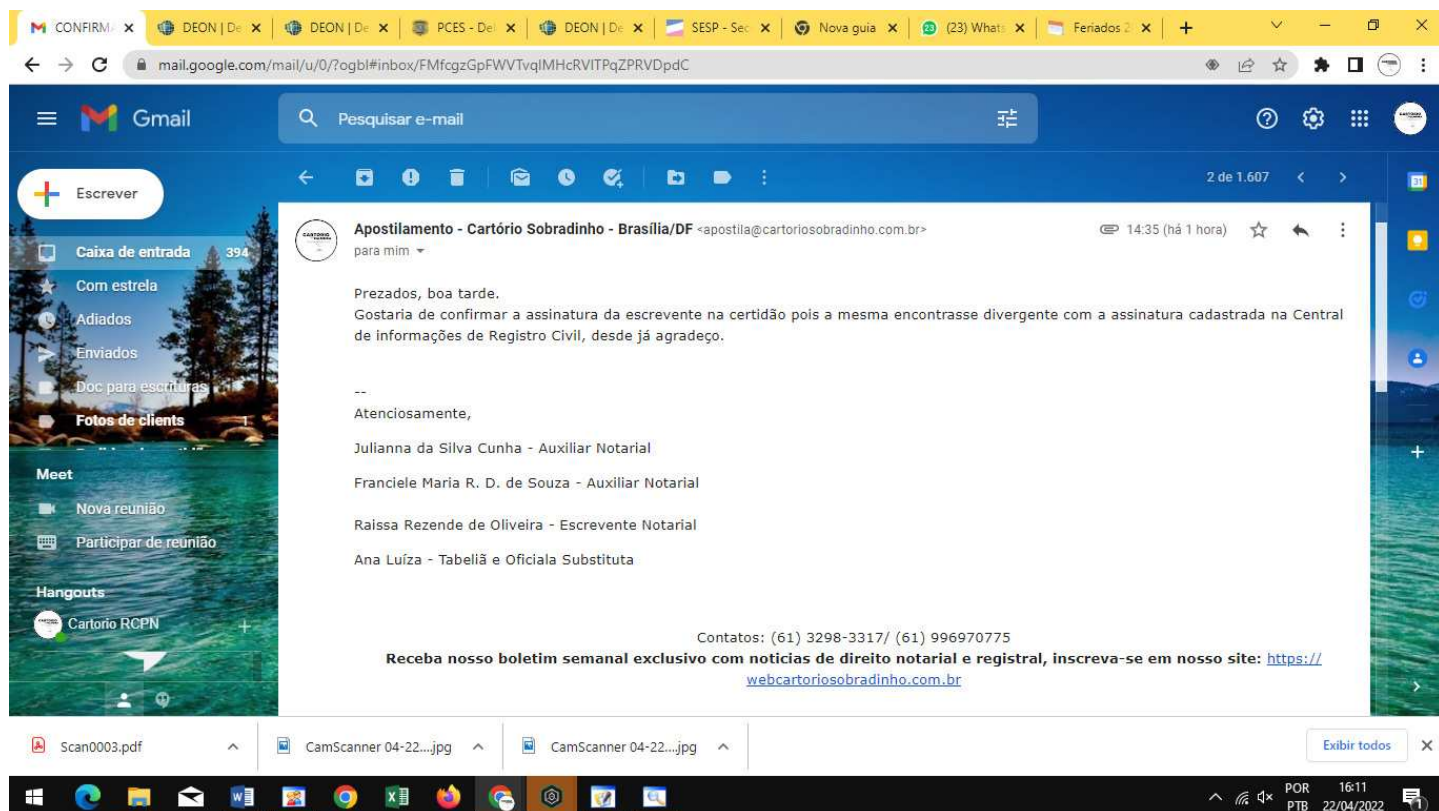 CONFIRMA
DEON | De
DEON | De
PCES - Del
DEON | De
SESP - Sec
Nova guia
(23) Whats
Feriados 2
mail.google.com/mail/u/0/?ogbl#inbox/FMfcgzGpFWVTvqIMHcRVlTPqZPRVDpdC
Gmail
Pesquisar e-mail
Escrever
2 de 1.607
31
Caixa de entrada 394
Com estrela
Adiados
Enviados
Doc para escrituras
Fotos de clients 1
Meet
Nova reunião
Participar de reunião
Hangouts
Cartorio RCPN
Apostilamento - Cartório Sobradinho - Brasília/DF <apostila@cartoriosobradinho.com.br>
14:35 (há 1 hora)
para mim
Prezados, boa tarde.
Gostaria de confirmar a assinatura da escrevente na certidão pois a mesma encontrasse divergente com a assinatura cadastrada na Central
de informações de Registro Civil, desde já agradeço.
--
Atenciosamente,
Julianna da Silva Cunha - Auxiliar Notarial
Franciele Maria R. D. de Souza - Auxiliar Notarial
Raissa Rezende de Oliveira - Escrevente Notarial
Ana Luíza - Tabeliã e Oficiala Substituta
Contatos: (61) 3298-3317/ (61) 996970775
Receba nosso boletim semanal exclusivo com noticias de direito notarial e registral, inscreva-se em nosso site: https://
webcartoriosobradinho.com.br
Scan0003.pdf
CamScanner 04-22....jpg
CamScanner 04-22....jpg
Exibir todos
POR
PTB
16:11
22/04/2022